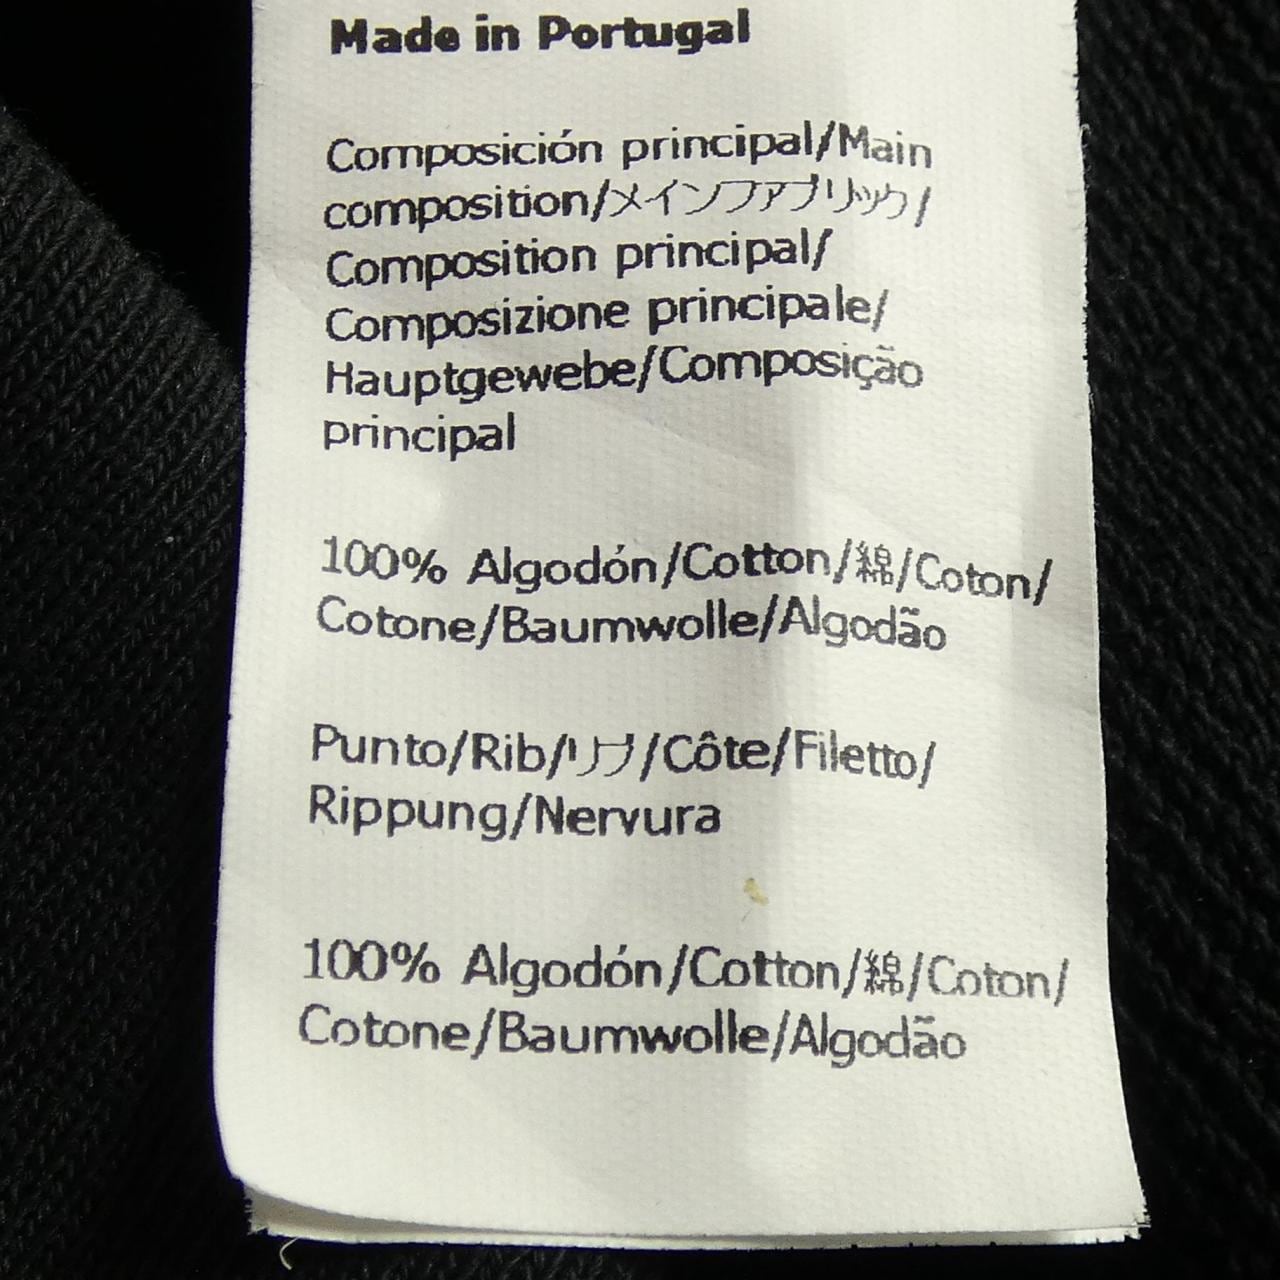 Made in Portugal
Composición principal/Main
composition/メインファブリック/
Composition principal/
Composizione principale/
Hauptgewebe/Composição
principal
100% Algodón/Cotton/綿/Coton/
Cotone/Baumwolle/Algodão
Punto/Rib/リブ/Côte/Filetto/
Rippung/Nervura
100% Algodón/Cotton/綿/Coton/
Cotone/Baumwolle/Algodão